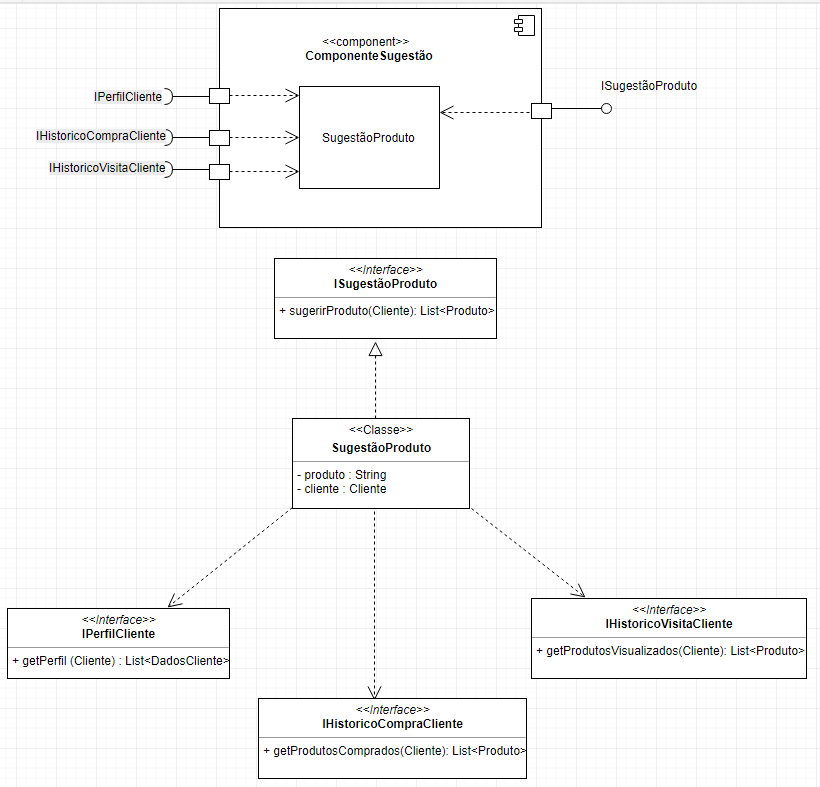 <<component>>
ComponenteSugestão
ISugestãoProduto
IPerfilCliente
IHistoricoCompraCliente
SugestãoProduto
IHistoricoVisitaCliente
<<Interface>>
ISugestãoProduto
+ sugerirProduto(Cliente): List<Produto>
<<Classe>>
SugestãoProduto
- produto : String
- cliente : Cliente
<<Interface>>
IPerfilCliente
+ getPerfil (Cliente) : List<DadosCliente>
<<Interface>>
IHistoricoVisitaCliente
+ getProdutosVisualizados(Cliente): List<Produto>
<<Interface>>
IHistoricoCompraCliente
+ getProdutosComprados(Cliente): List<Produto>